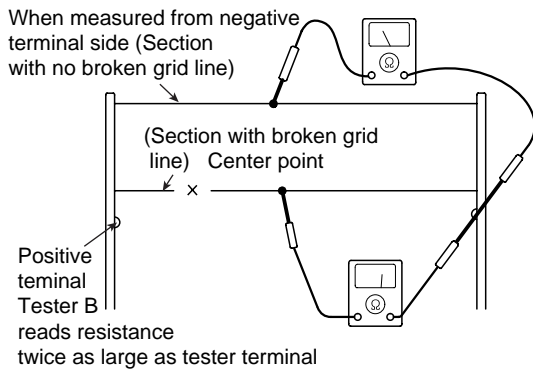 When measured from negative
terminal side (Section
with no broken grid line)
Ω
(Section with broken grid
line) Center point
Positive
teminal
Tester B
reads resistance
twice as large as tester terminal
Ω